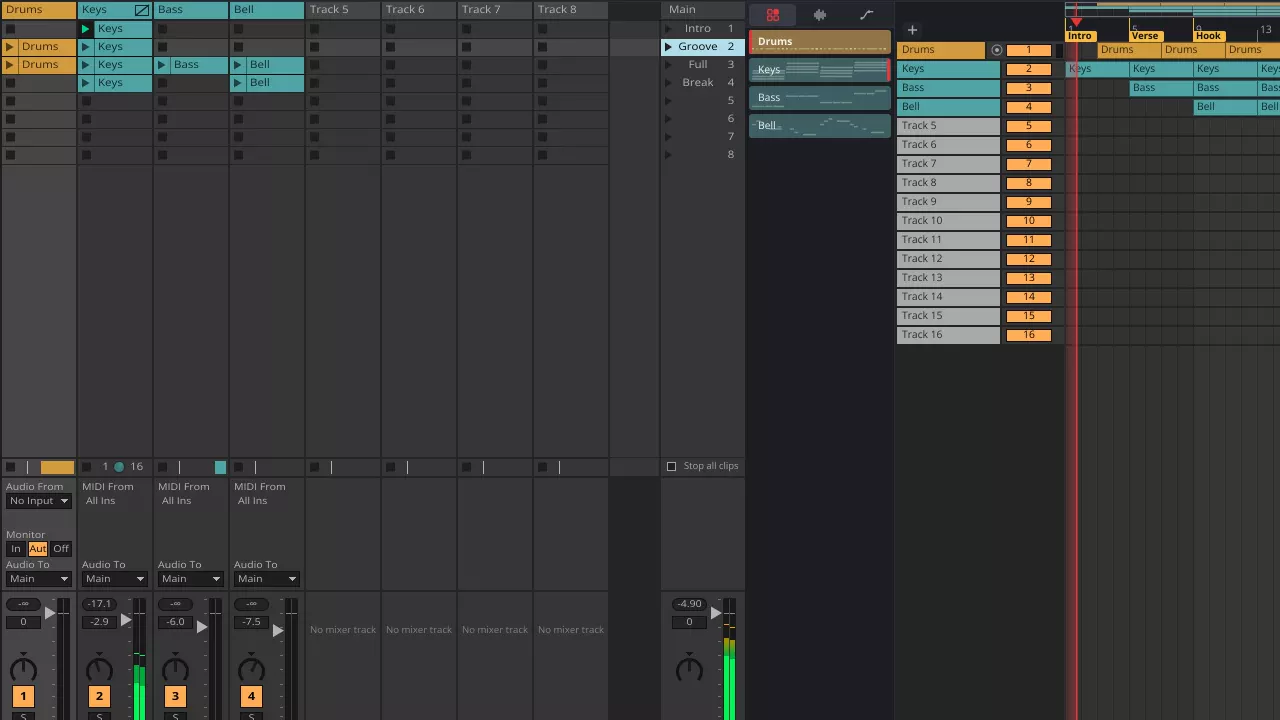 Drums Keys Bass Bell Track 5 Track 6 Track 7 Track 8 Main
Keys Intro 1
Drums Keys Groove 2
Drums Keys Bass Bell Full 3
Keys Bell Break 4
5
6
7
8
1 16 Stop all clips
Audio From MIDI From MIDI From MIDI From
No Input All Ins All Ins All Ins
Monitor
In Aut Off
Audio To Audio To Audio To Audio To
Main Main Main Main
-∞ -17.1 -∞ -∞ -4.90
0 -2.9 -6.0 -7.5 0
No mixer track No mixer track No mixer track No mixer track
1 2 3 4
S S S S
Drums
Keys
Bass
Bell
+
1 5 9 13
Intro Verse Hook
Drums 1 Drums Drums Drums
Keys 2 Keys Keys Keys Keys
Bass 3 Bass Bass Bass
Bell 4 Bell Bell
Track 5 5
Track 6 6
Track 7 7
Track 8 8
Track 9 9
Track 10 10
Track 11 11
Track 12 12
Track 13 13
Track 14 14
Track 15 15
Track 16 16